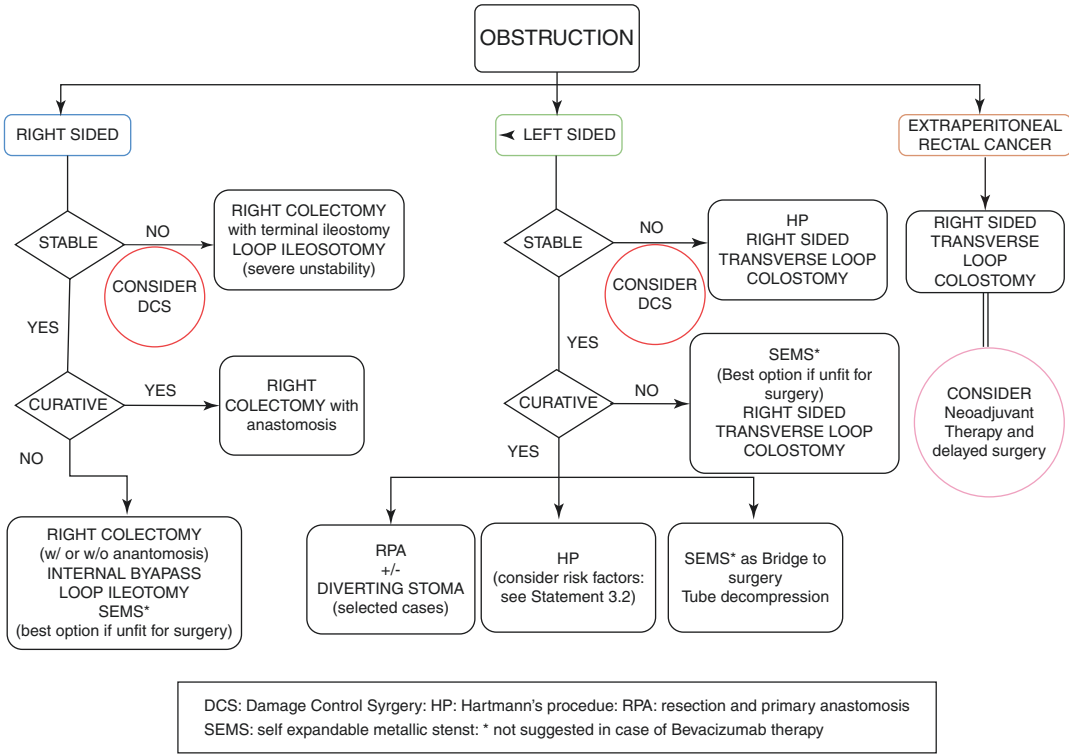 OBSTRUCTION
RIGHT SIDED
STABLE
NO
RIGHT COLECTOMY
with terminal ileostomy
LOOP ILEOSOTOMY
(severe unstability)
CONSIDER
DCS
YES
CURATIVE
YES
RIGHT
COLECTOMY with
anastomosis
NO
RIGHT COLECTOMY
(w/ or w/o anantomosis)
INTERNAL BYAPASS
LOOP ILEOTOMY
SEMS*
(best option if unfit for surgery)
LEFT SIDED
STABLE
NO
HP
RIGHT SIDED
TRANSVERSE LOOP
COLOSTOMY
CONSIDER
DCS
YES
CURATIVE
NO
SEMS*
(Best option if unfit for
surgery)
RIGHT SIDED
TRANSVERSE LOOP
COLOSTOMY
YES
RPA
+/-
DIVERTING STOMA
(selected cases)
HP
(consider risk factors:
see Statement 3.2)
SEMS* as Bridge to
surgery
Tube decompression
EXTRAPERITONEAL
RECTAL CANCER
RIGHT SIDED
TRANSVERSE
LOOP
COLOSTOMY
CONSIDER
Neoadjuvant
Therapy and
delayed surgery
DCS: Damage Control Syrgery: HP: Hartmann's procedue: RPA: resection and primary anastomosis
SEMS: self expandable metallic stenst: * not suggested in case of Bevacizumab therapy